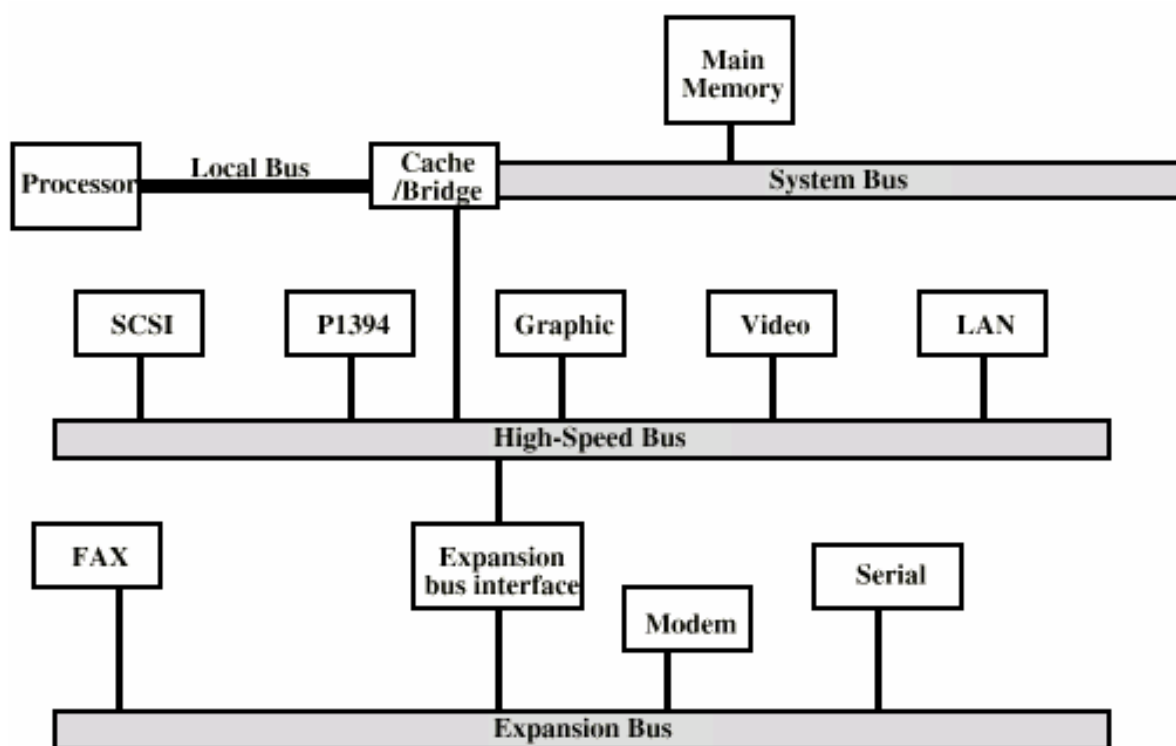 Main
Memory
Processor
Local Bus
Cache
/Bridge
System Bus
SCSI
P1394
Graphic
Video
LAN
High-Speed Bus
FAX
Expansion
bus interface
Modem
Serial
Expansion Bus